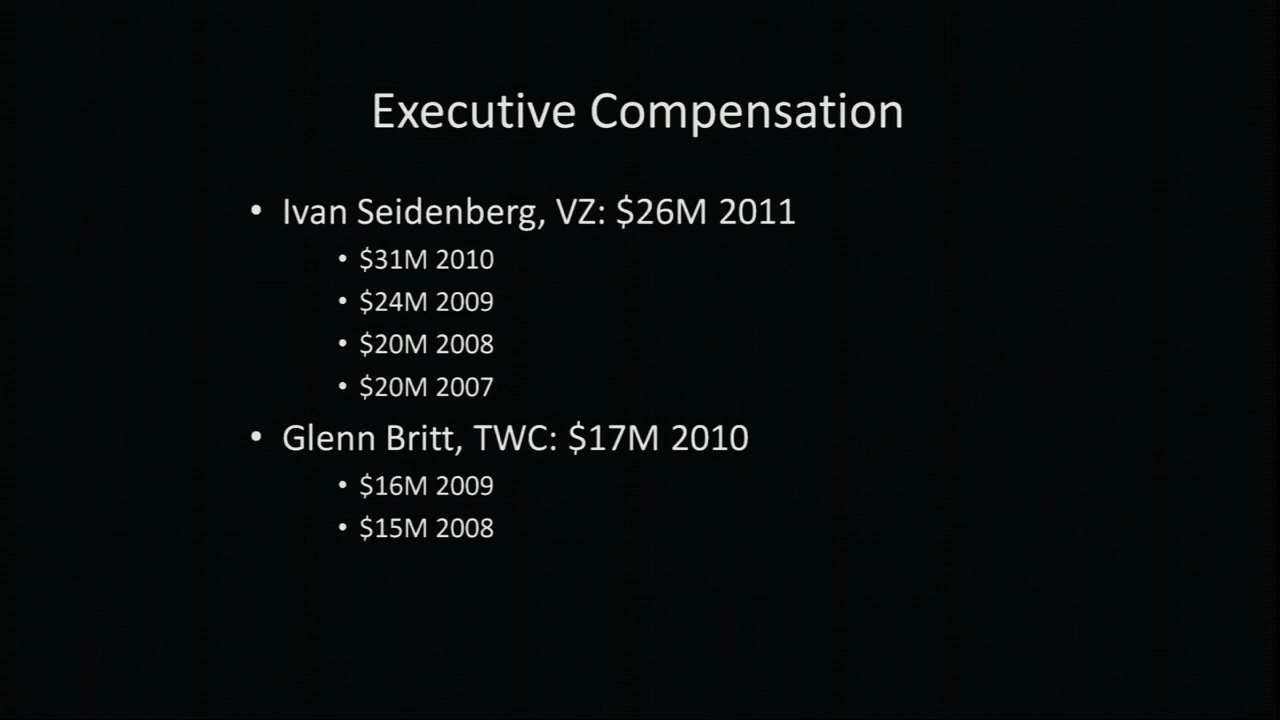 Executive Compensation
• Ivan Seidenberg, VZ: $26M 2011
• $31M 2010
• $24M 2009
• $20M 2008
• $20M 2007
• Glenn Britt, TWC: $17M 2010
• $16M 2009
• $15M 2008